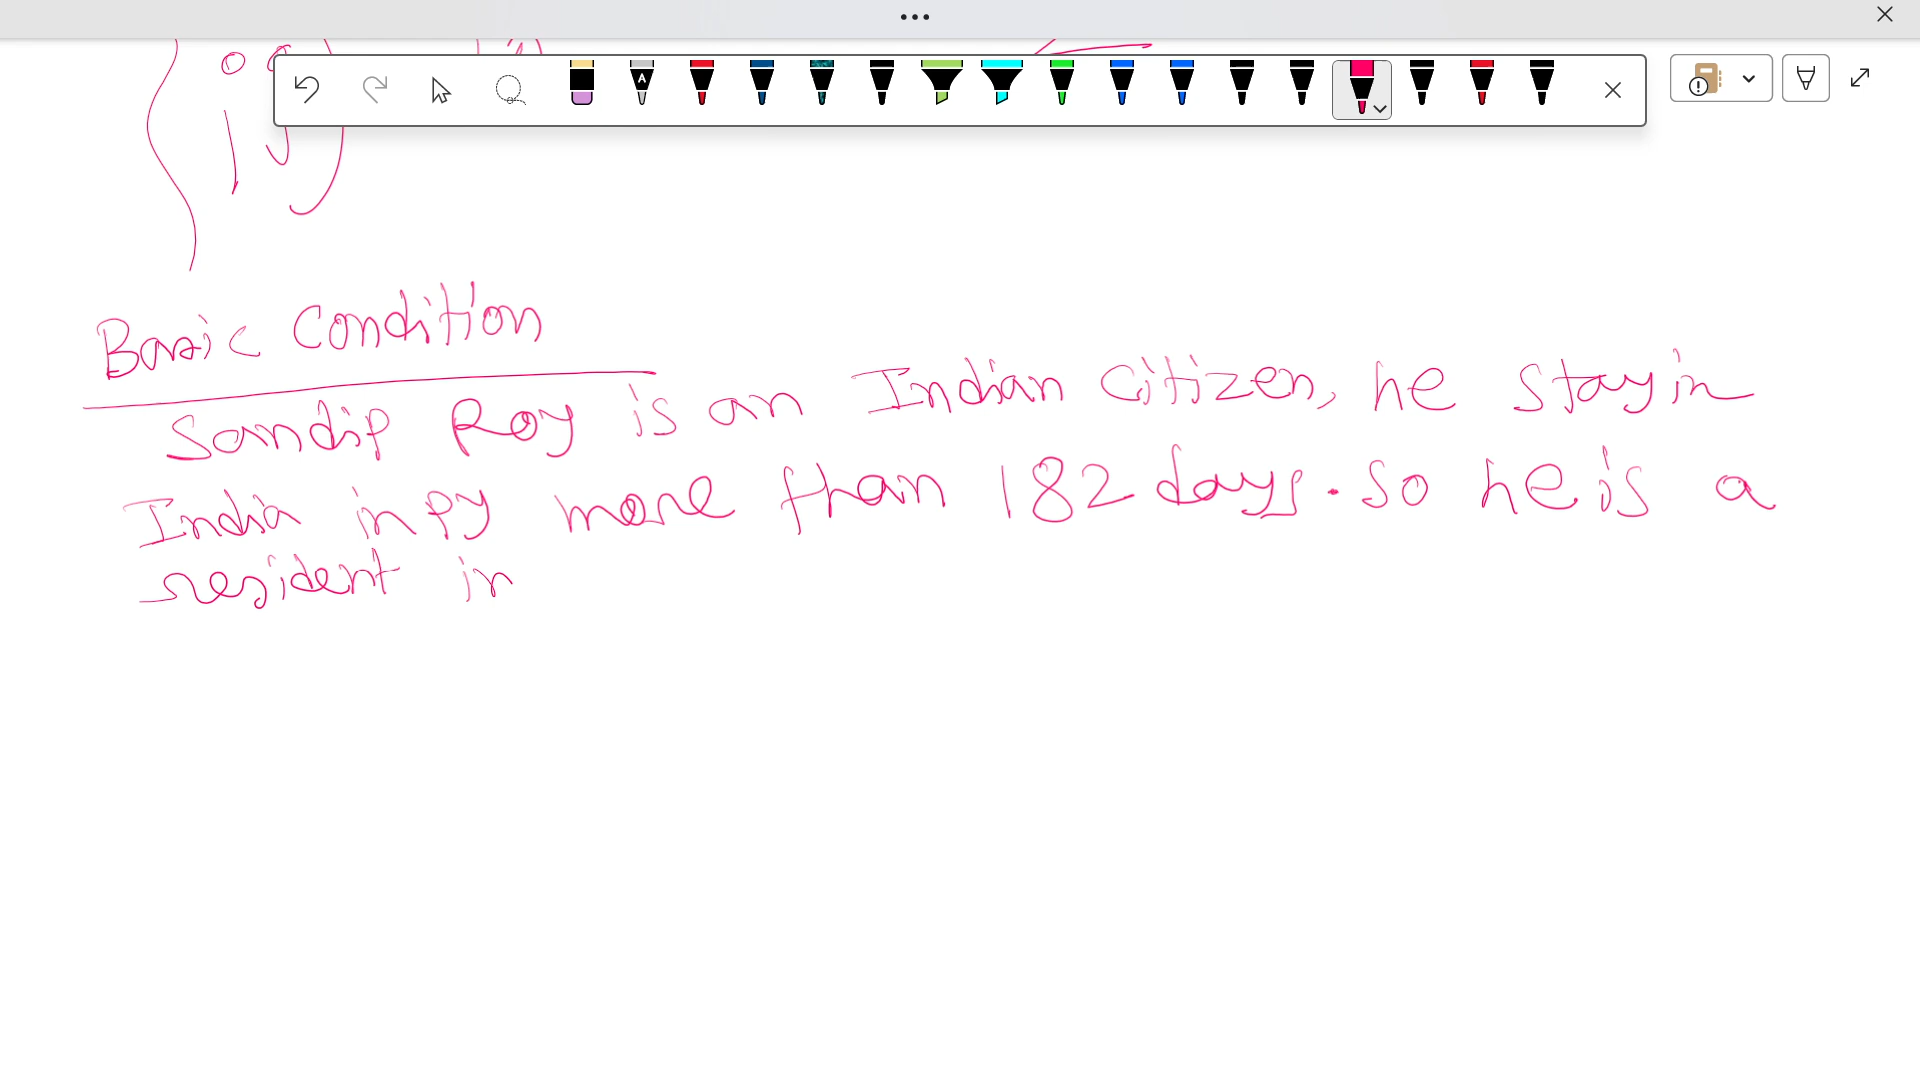 Basic Condition
Sandip Roy is an Indian Citizen, he stay in
India in py more than 182 days. So he is a
resident in